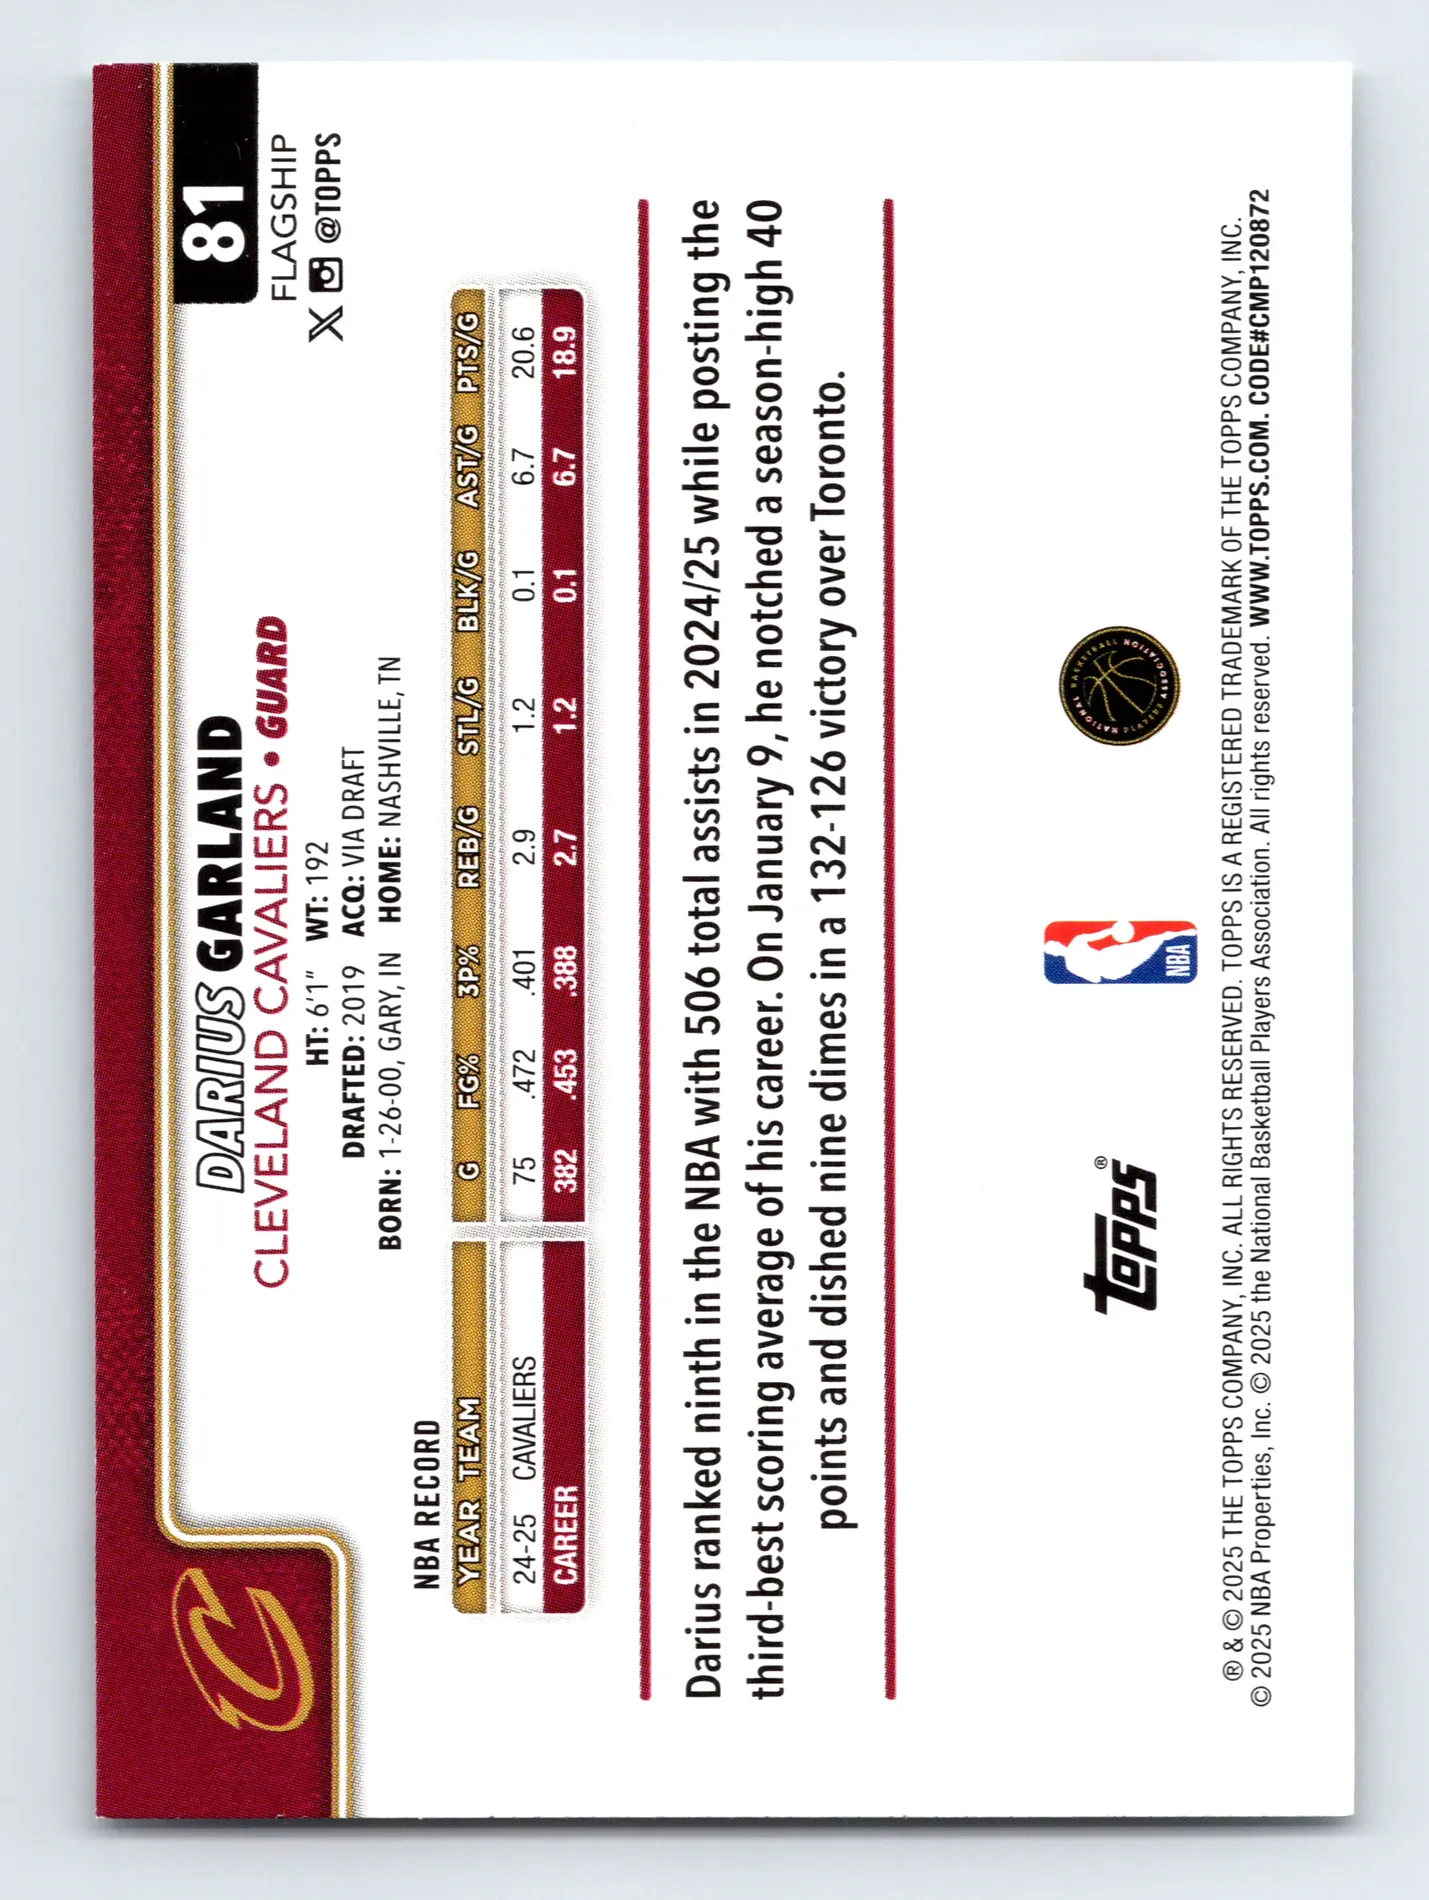 81
FLAGSHIP
@TOPPS
DARIUS GARLAND
CLEVELAND CAVALIERS • GUARD
HT: 6'1" WT: 192
DRAFTED: 2019 ACQ: VIA DRAFT
BORN: 1-26-00, GARY, IN HOME: NASHVILLE, TN
NBA RECORD
YEAR TEAM G FG% 3P% REB/G STL/G BLK/G AST/G PTS/G
24-25 CAVALIERS 75 .472 .401 2.9 1.2 0.1 6.7 20.6
CAREER 382 .453 .388 2.7 1.2 0.1 6.7 18.9
Darius ranked ninth in the NBA with 506 total assists in 2024/25 while posting the
third-best scoring average of his career. On January 9, he notched a season-high 40
points and dished nine dimes in a 132-126 victory over Toronto.
topps®
NBA
NATIONAL BASKETBALL PLAYERS ASSOCIATION
® & © 2025 THE TOPPS COMPANY, INC. ALL RIGHTS RESERVED. TOPPS IS A REGISTERED TRADEMARK OF THE TOPPS COMPANY, INC.
© 2025 NBA Properties, Inc. © 2025 the National Basketball Players Association. All rights reserved. WWW.TOPPS.COM. CODE#CMP120872